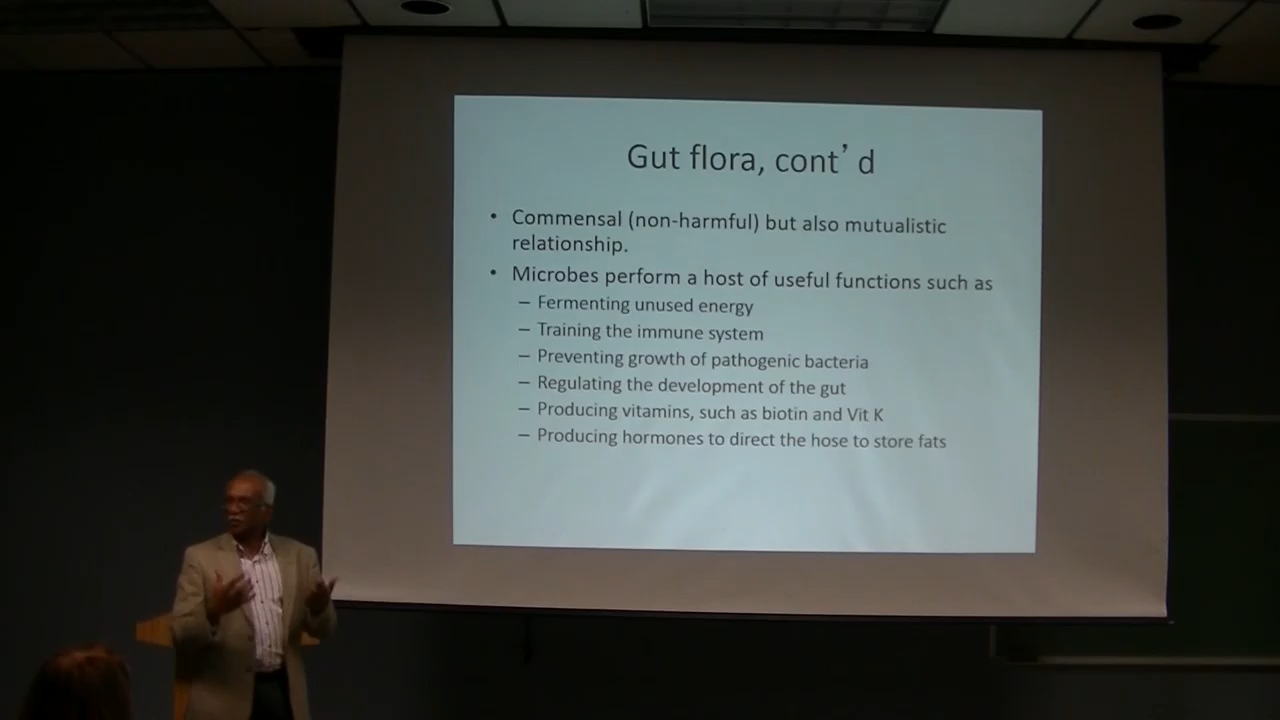 Gut flora, cont’ d
• Commensal (non-harmful) but also mutualistic
relationship.
• Microbes perform a host of useful functions such as
– Fermenting unused energy
– Training the immune system
– Preventing growth of pathogenic bacteria
– Regulating the development of the gut
– Producing vitamins, such as biotin and Vit K
– Producing hormones to direct the hose to store fats